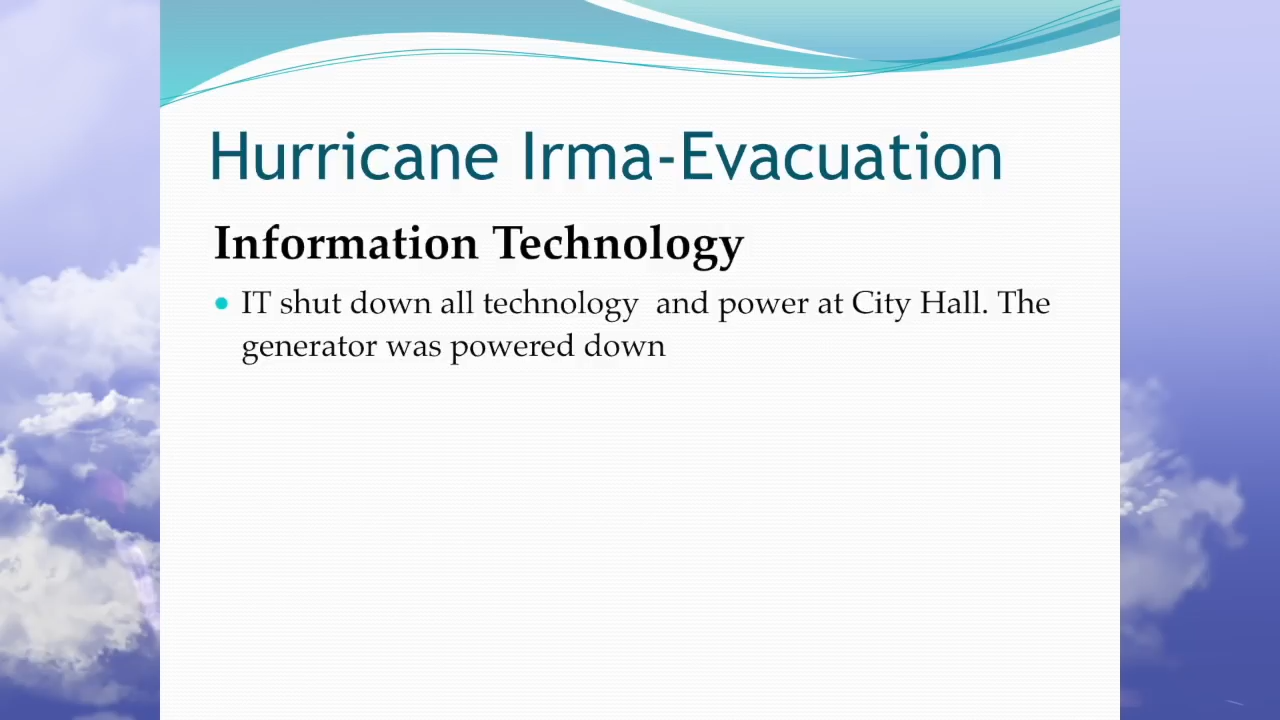 Hurricane Irma-Evacuation
Information Technology
• IT shut down all technology  and power at City Hall. The
generator was powered down